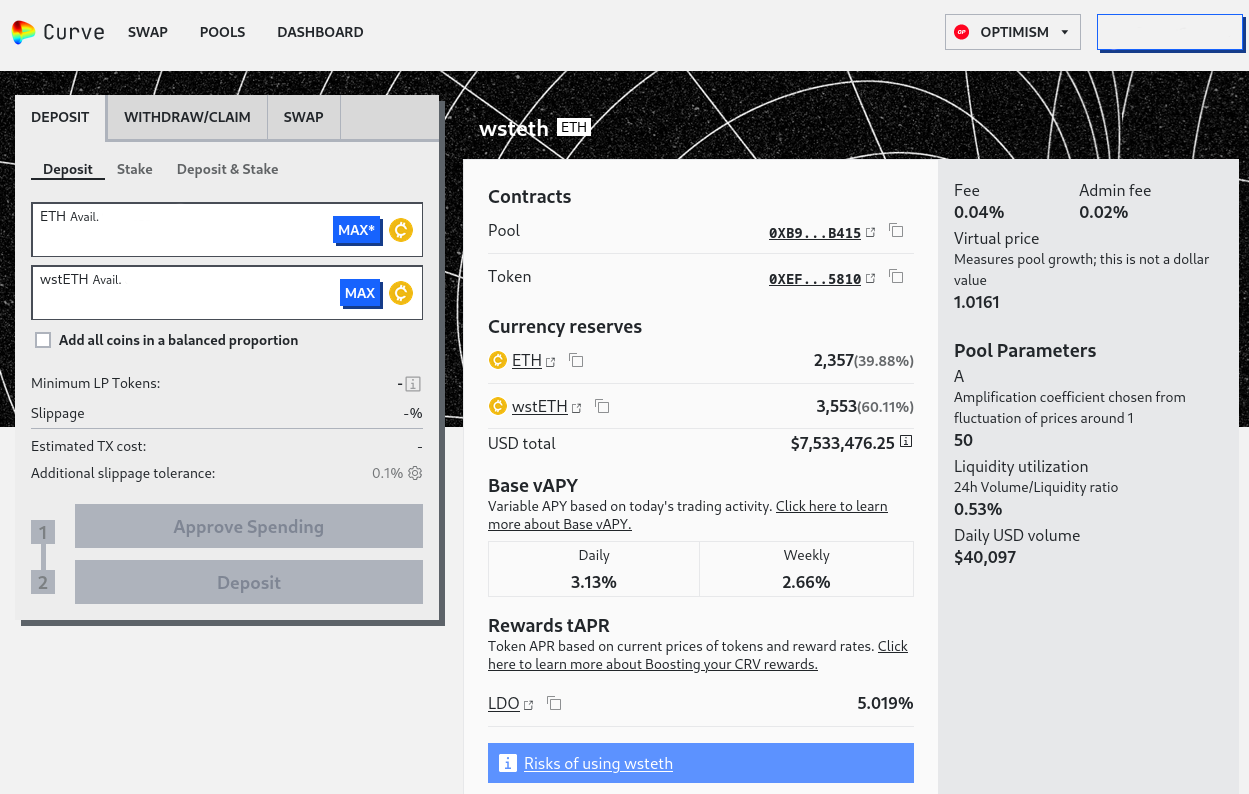 Curve SWAP POOLS DASHBOARD OP OPTIMISM
DEPOSIT WITHDRAW/CLAIM SWAP
Deposit Stake Deposit & Stake
ETH Avail.
MAX*
wstETH Avail.
MAX
Add all coins in a balanced proportion
Minimum LP Tokens: -
Slippage -%
Estimated TX cost: -
Additional slippage tolerance: 0.1%
1 Approve Spending
2 Deposit
wsteth ETH
Contracts
Pool 0XB9...B415
Token 0XEF...5810
Currency reserves
ETH 2,357(39.88%)
wstETH 3,553(60.11%)
USD total $7,533,476.25
Base vAPY
Variable APY based on today's trading activity. Click here to learn
more about Base vAPY.
Daily Weekly
3.13% 2.66%
Rewards tAPR
Token APR based on current prices of tokens and reward rates. Click
here to learn more about Boosting your CRV rewards.
LDO 5.019%
Risks of using wsteth
Fee Admin fee
0.04% 0.02%
Virtual price
Measures pool growth; this is not a dollar
value
1.0161
Pool Parameters
A
Amplification coefficient chosen from
fluctuation of prices around 1
50
Liquidity utilization
24h Volume/Liquidity ratio
0.53%
Daily USD volume
$40,097